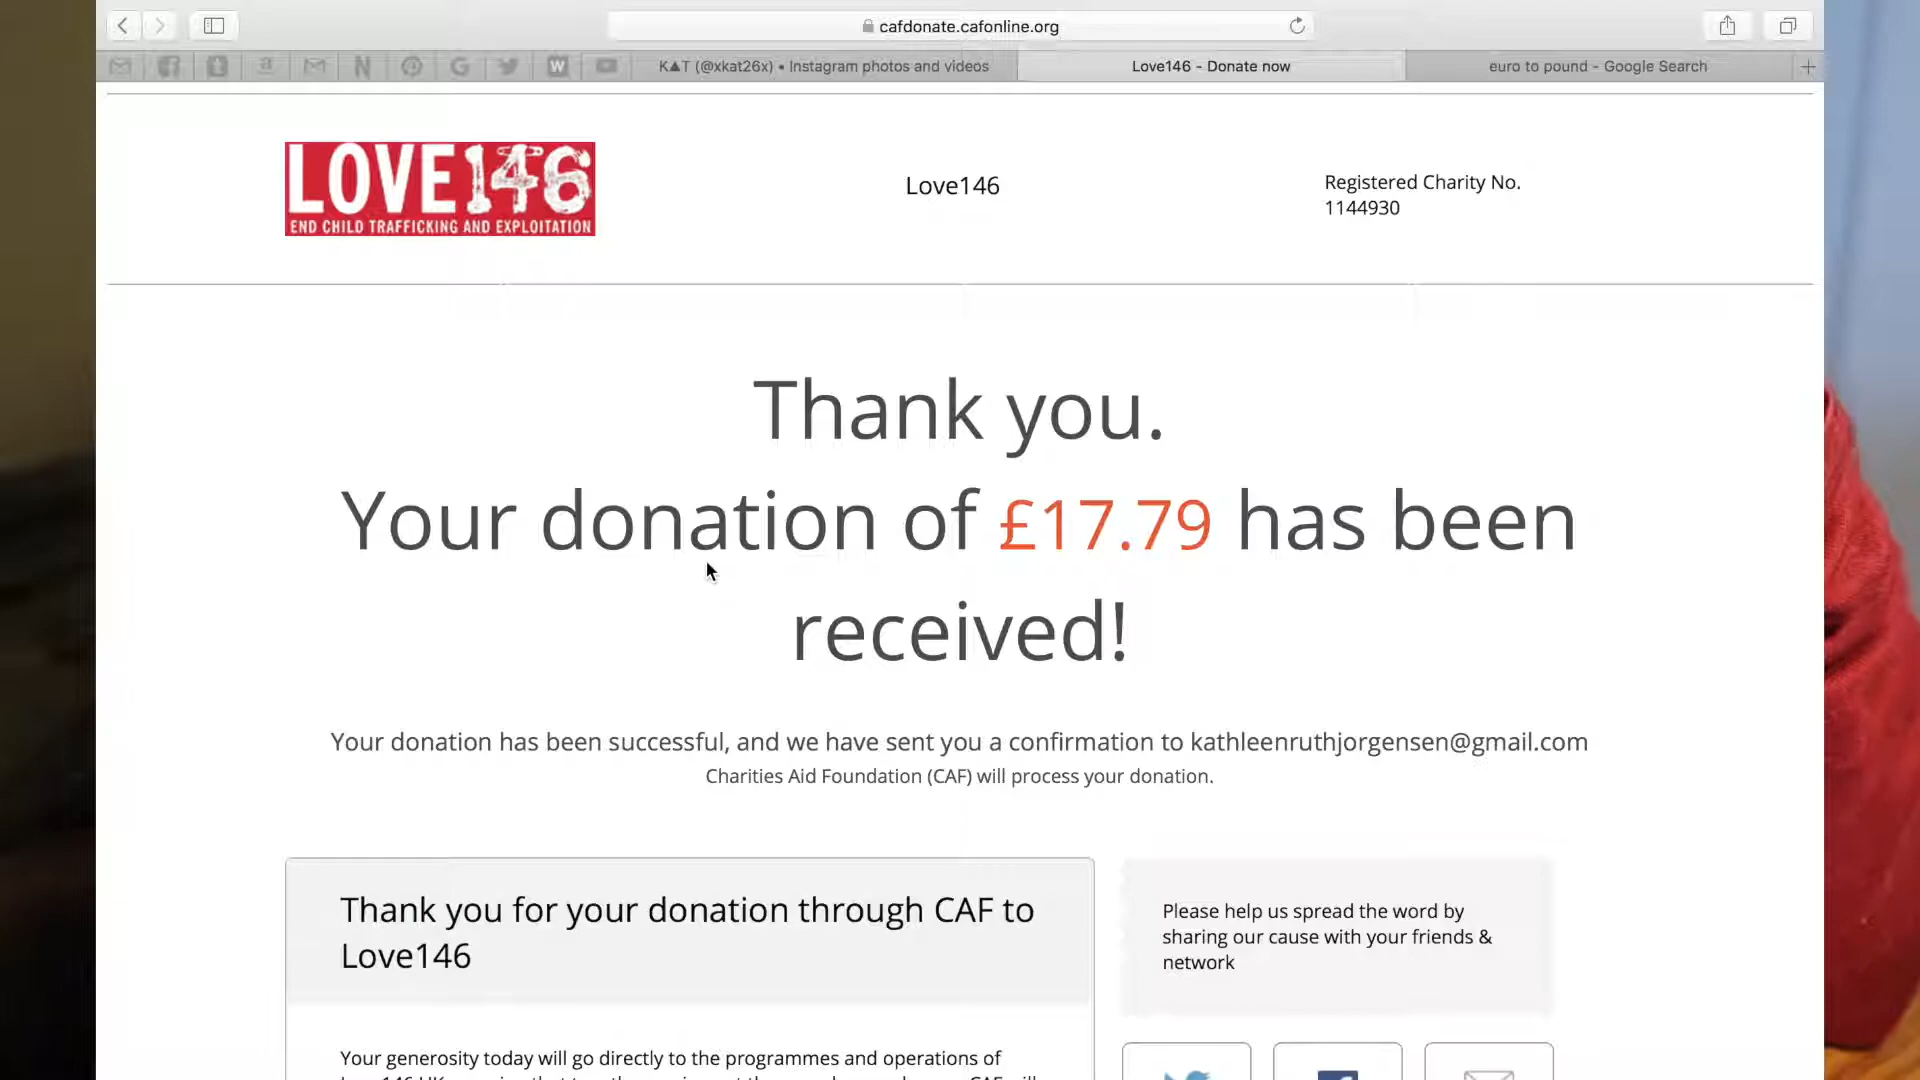 cafdonate.cafonline.org
K▲T (@xkat26x) • Instagram photos and videos
Love146 - Donate now
euro to pound - Google Search
LOVE146
END CHILD TRAFFICKING AND EXPLOITATION
Love146
Registered Charity No.
1144930
Thank you.
Your donation of £17.79 has been
received!
Your donation has been successful, and we have sent you a confirmation to kathleenruthjorgensen@gmail.com
Charities Aid Foundation (CAF) will process your donation.
Thank you for your donation through CAF to
Love146
Please help us spread the word by
sharing our cause with your friends &
network
Your generosity today will go directly to the programmes and operations of